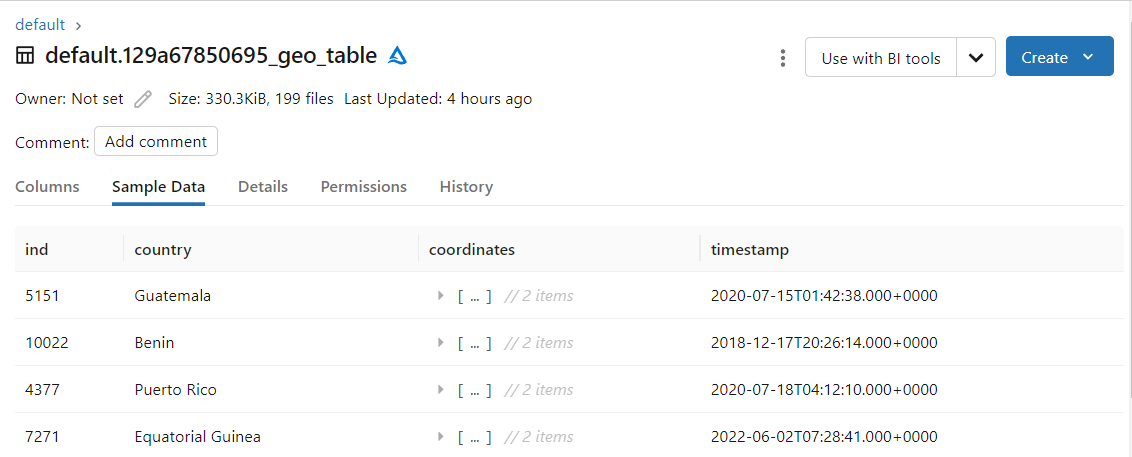 default ›
default.129a67850695_geo_table
Use with BI tools
Create
Owner: Not set Size: 330.3KiB, 199 files Last Updated: 4 hours ago
Comment: Add comment
Columns Sample Data Details Permissions History
ind country coordinates timestamp
5151 Guatemala [ ... ] // 2 items 2020-07-15T01:42:38.000+0000
10022 Benin [ ... ] // 2 items 2018-12-17T20:26:14.000+0000
4377 Puerto Rico [ ... ] // 2 items 2020-07-18T04:12:10.000+0000
7271 Equatorial Guinea [ ... ] // 2 items 2022-06-02T07:28:41.000+0000